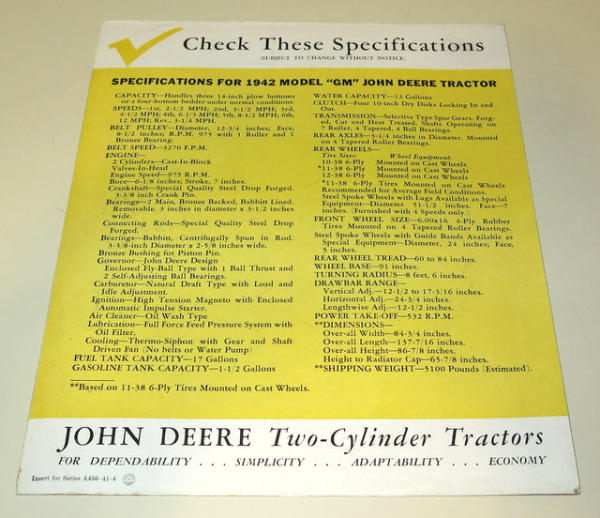 Check These Specifications
(SUBJECT TO CHANGE WITHOUT NOTICE)
SPECIFICATIONS FOR 1942 MODEL "GM" JOHN DEERE TRACTOR
CAPACITY—Handles three 14-inch plow bottoms
or a four-bottom bedder under normal conditions.
SPEEDS—1st, 2-1/2 MPH; 2nd, 3-1/2 MPH; 3rd,
4-1/2 MPH; 4th, 6-1/2 MPH; 5th, 8-1/2 MPH; 6th,
12 MPH; Rev., 3-1/4 MPH.
BELT PULLEY—Diameter, 12-3/4 inches; Face,
8-1/2 inches; R.P.M. 975 with 1 Roller and 1
Bronze Bearing.
BELT SPEED—3270 F.P.M.
ENGINE—
2 Cylinders—Cast-In-Block
Valves-In-Head
Engine Speed—975 R.P.M.
Bore—6-1/8 inches; Stroke, 7 inches.
Crankshaft—Special Quality Steel Drop Forged.
3-3/8 inch Crank Pin.
Bearings—2 Main, Bronze Backed, Babbitt Lined.
Removable. 3 inches in diameter x 3-1/2 inches
wide.
Connecting Rods—Special Quality Steel Drop
Forged.
Bearings—Babbitt, Centrifugally Spun in Rod.
3-3/8-inch Diameter x 2-5/8 inches wide.
Bronze Bushing for Piston Pin.
Governor—John Deere Design
Enclosed Fly-Ball Type with 1 Ball Thrust and
2 Self-Adjusting Ball Bearings.
Carburetor—Natural Draft Type with Load and
Idle Adjustment.
Ignition—High Tension Magneto with Enclosed
Automatic Impulse Starter.
Air Cleaner—Oil Wash Type
Lubrication—Full Force Feed Pressure System with
Oil Filter.
Cooling—Thermo-Siphon with Gear and Shaft
Driven Fan (No belts or Water Pump)
FUEL TANK CAPACITY—17 Gallons
GASOLINE TANK CAPACITY—1-1/2 Gallons
**Based on 11-38 6-Ply Tires Mounted on Cast Wheels.
WATER CAPACITY—13 Gallons
CLUTCH—Four 10-inch Dry Disks Locking In and
Out.
TRANSMISSION—Selective Type Spur Gears. Forg-
ed, Cut and Heat Treated. Shafts Operating on
7 Roller, 4 Tapered, 4 Ball Bearings.
REAR AXLES—3-1/4 inches in Diameter. Mounted
on 4 Tapered Roller Bearings.
REAR WHEELS—
Tire Sizes: Wheel Equipment:
10-38 6-Ply Mounted on Cast Wheels
*11-38 6-Ply Mounted on Cast Wheels
12-38 6-Ply Mounted on Cast Wheels
*11-38 6-Ply Tires Mounted on Cast Wheels
Recommended for Average Field Conditions.
Steel Spoke Wheels with Lugs Available as Special
Equipment—Diameter 51-1/2 inches. Face—7
inches. (Furnished with 4 Speeds only.)
FRONT WHEEL SIZE—6.00x16 4-Ply Rubber
Tires Mounted on 4 Tapered Roller Bearings.
Steel Spoke Wheels with Guide Bands Available as
Special Equipment—Diameter, 24 inches; Face,
5 inches.
REAR WHEEL TREAD—60 to 84 inches.
WHEEL BASE—91 inches.
TURNING RADIUS—8 feet, 6 inches.
DRAWBAR RANGE—
Vertical Adj.—12-1/2 to 17-3/16 inches.
Horizontal Adj.—24-3/4 inches.
Lengthwise Adj.—12-1/2 inches.
POWER TAKE-OFF—532 R.P.M.
**DIMENSIONS—
Over-all Width—84-3/4 inches.
Over-all Length—137-7/16 inches.
Over-all Height—86-7/8 inches.
Height to Radiator Cap—65-7/8 inches.
**SHIPPING WEIGHT—5100 Pounds (Estimated).
JOHN DEERE Two-Cylinder Tractors
FOR DEPENDABILITY . . . SIMPLICITY . . . ADAPTABILITY . . . ECONOMY
Insert for Series A456-41-4